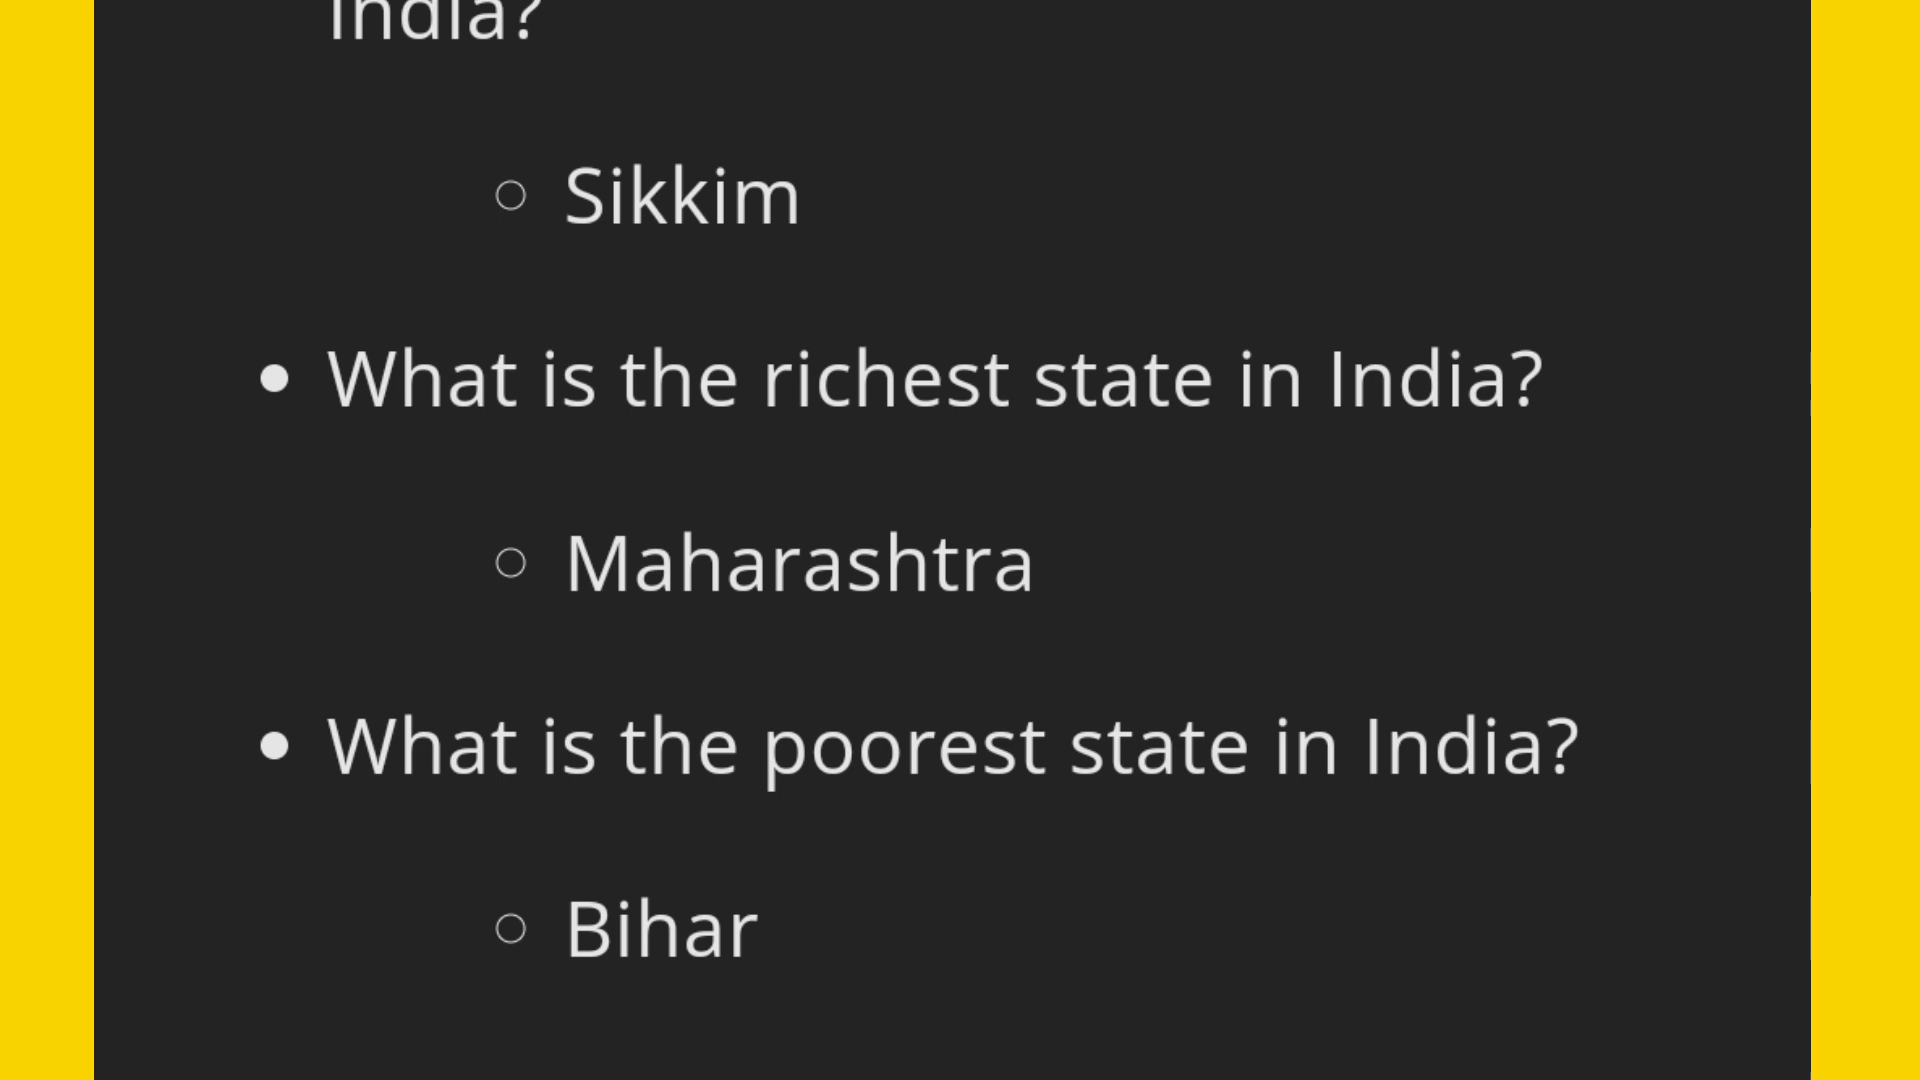 India?
○ Sikkim
• What is the richest state in India?
○ Maharashtra
• What is the poorest state in India?
○ Bihar